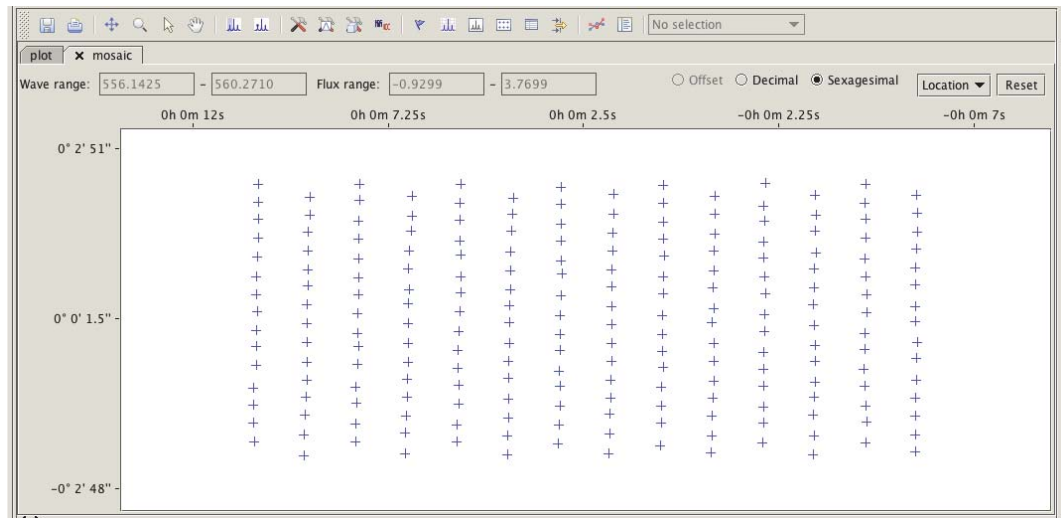 No selection
plot × mosaic
Wave range: 556.1425 - 560.2710 Flux range: -0.9299 - 3.7699 Offset Decimal Sexagesimal Location Reset
0h 0m 12s 0h 0m 7.25s 0h 0m 2.5s -0h 0m 2.25s -0h 0m 7s
0° 2' 51"
0° 0' 1.5"
-0° 2' 48"